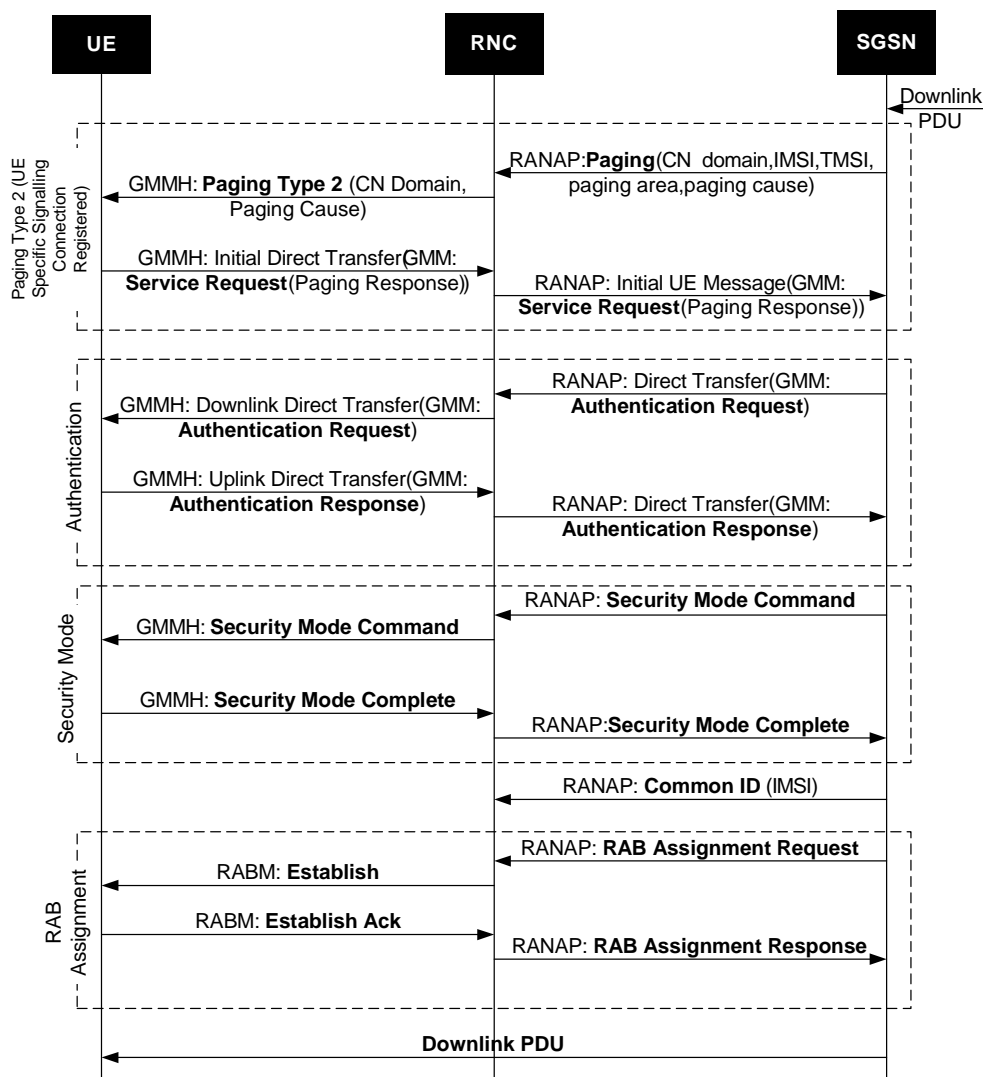 UE
RNC
SGSN
Downlink
PDU
Paging Type 2 (UE
Specific Signalling
Connection
Registered)
RANAP:Paging(CN domain,IMSI,TMSI,
paging area,paging cause)
GMMH: Paging Type 2 (CN Domain,
Paging Cause)
GMMH: Initial Direct Transfer(GMM:
Service Request(Paging Response))
RANAP: Initial UE Message(GMM:
Service Request(Paging Response))
Authentication
RANAP: Direct Transfer(GMM:
Authentication Request)
GMMH: Downlink Direct Transfer(GMM:
Authentication Request)
GMMH: Uplink Direct Transfer(GMM:
Authentication Response)
RANAP: Direct Transfer(GMM:
Authentication Response)
Security Mode
RANAP: Security Mode Command
GMMH: Security Mode Command
GMMH: Security Mode Complete
RANAP:Security Mode Complete
RANAP: Common ID (IMSI)
RAB
Assignment
RANAP: RAB Assignment Request
RABM: Establish
RABM: Establish Ack
RANAP: RAB Assignment Response
Downlink PDU